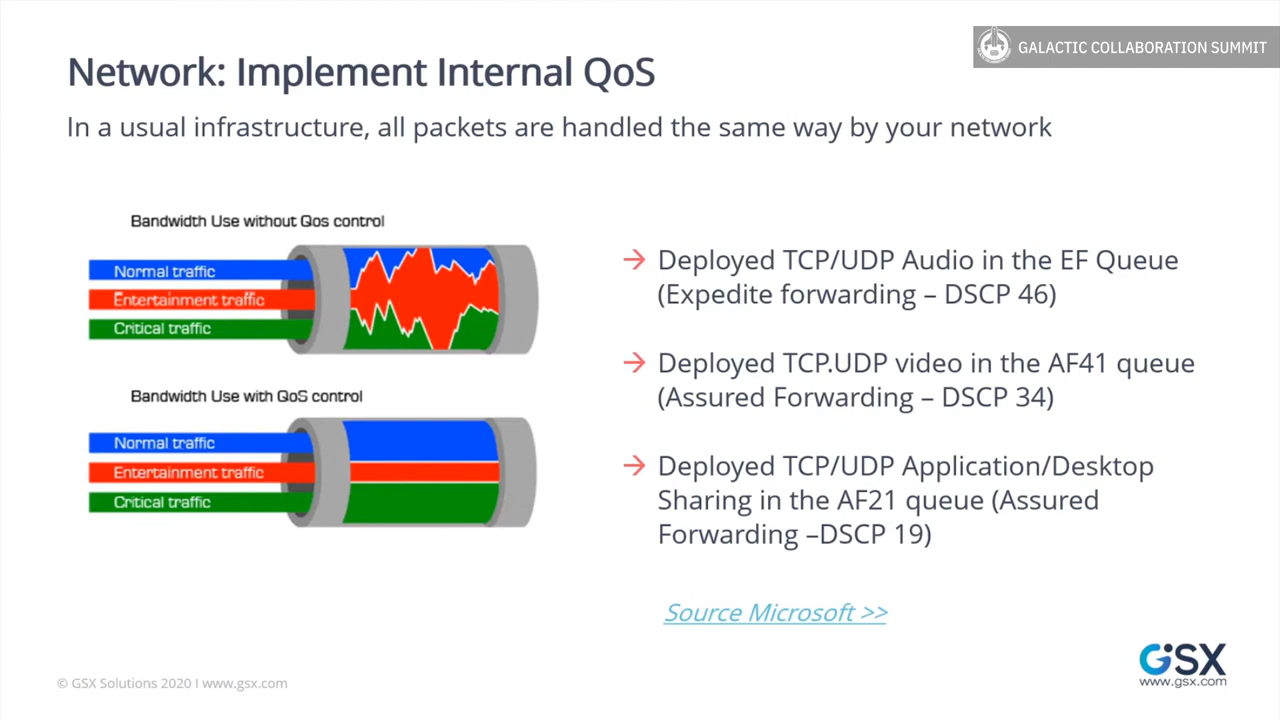 GALACTIC COLLABORATION SUMMIT
Network: Implement Internal QoS
In a usual infrastructure, all packets are handled the same way by your network
Bandwidth Use without Qos control
Normal traffic
Entertainment traffic
Critical traffic
Bandwidth Use with QoS control
Normal traffic
Entertainment traffic
Critical traffic
→ Deployed TCP/UDP Audio in the EF Queue
(Expedite forwarding – DSCP 46)
→ Deployed TCP.UDP video in the AF41 queue
(Assured Forwarding – DSCP 34)
→ Deployed TCP/UDP Application/Desktop
Sharing in the AF21 queue (Assured
Forwarding –DSCP 19)
Source Microsoft >>
© GSX Solutions 2020 I www.gsx.com
GSX
www.gsx.com